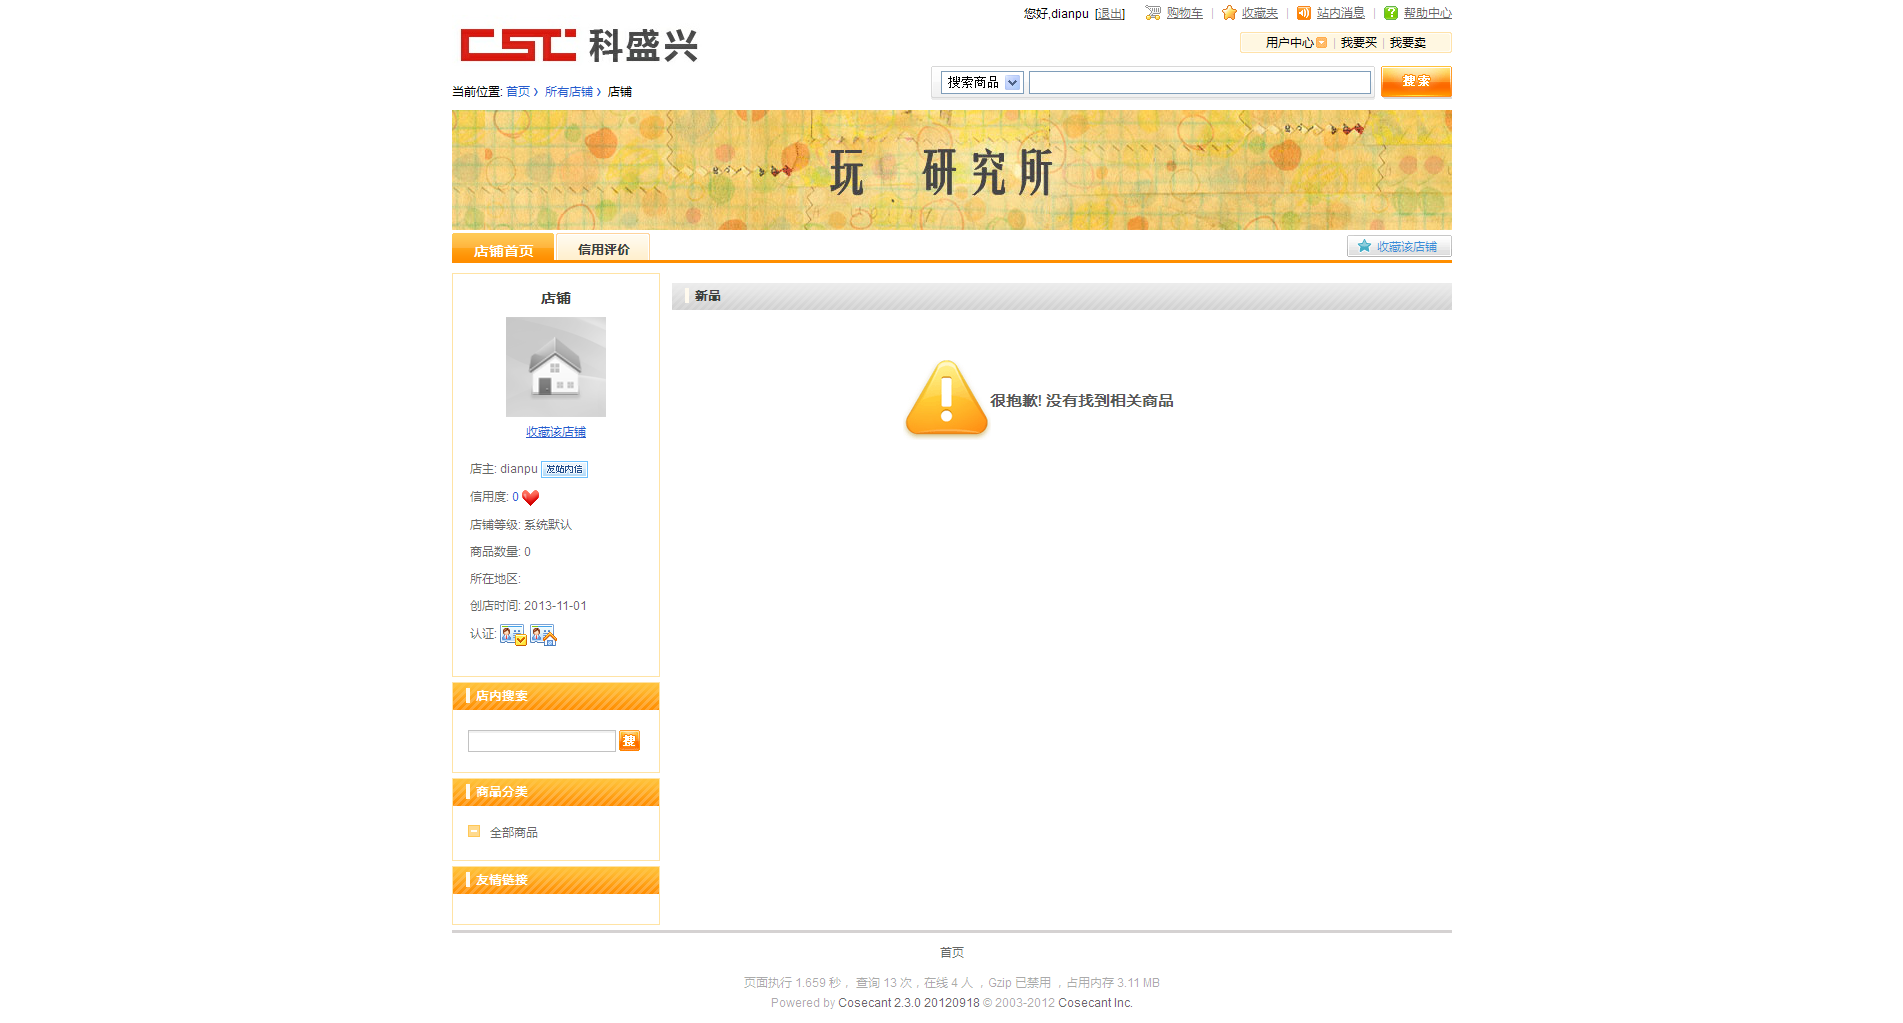 您好,dianpu [退出] 购物车 | 收藏夹 | 站内消息 | 帮助中心
CSC 科盛兴
用户中心 | 我要买 | 我要卖
搜索商品 搜索
当前位置: 首页 › 所有店铺 › 店铺
玩 研究所
店铺首页 信用评价 收藏该店铺
店铺
收藏该店铺
店主: dianpu 发站内信
信用度: 0
店铺等级: 系统默认
商品数量: 0
所在地区:
创店时间: 2013-11-01
认证:
店内搜索
搜
商品分类
全部商品
友情链接
新品
很抱歉! 没有找到相关商品
首页
页面执行 1.659 秒， 查询 13 次，在线 4 人 ，Gzip 已禁用 ，占用内存 3.11 MB
Powered by Cosecant 2.3.0 20120918 © 2003-2012 Cosecant Inc.